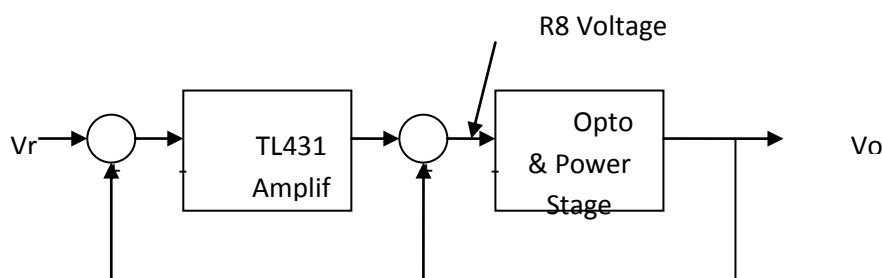 R8 Voltage
Vr
TL431
Amplif
Opto
& Power
Stage
Vo